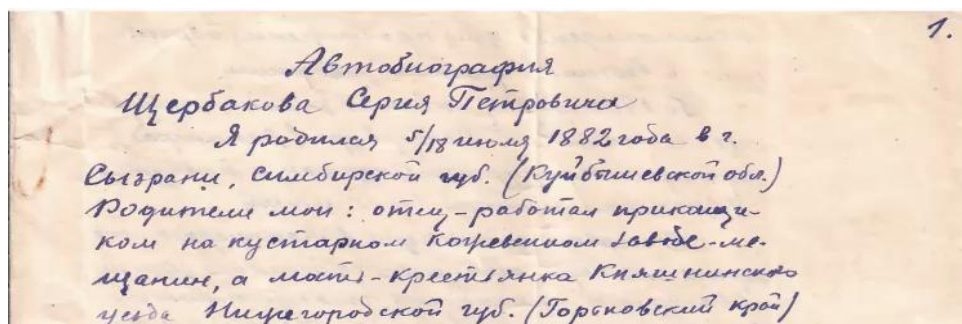 1.
Автобиография
Щербакова Сергея Петровича
Я родился 5/18 июля 1882 года в г.
Сызрани, Симбирской губ. (Куйбышевской обл.)
Родители мои: отец - работал приказчи-
ком на кустарном кожевенном заводе - ме-
щанин, а мать - крестьянка Княгининского
уезда Нижегородской губ. (Горьковский край)